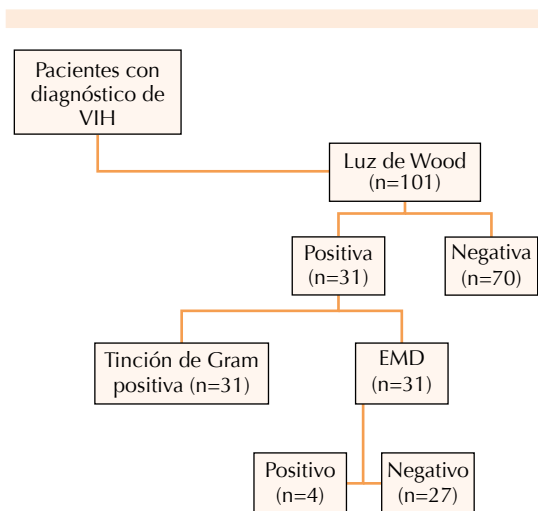 Pacientes con
diagnóstico de
VIH
Luz de Wood
(n=101)
Positiva
(n=31)
Negativa
(n=70)
Tinción de Gram
positiva (n=31)
EMD
(n=31)
Positivo
(n=4)
Negativo
(n=27)